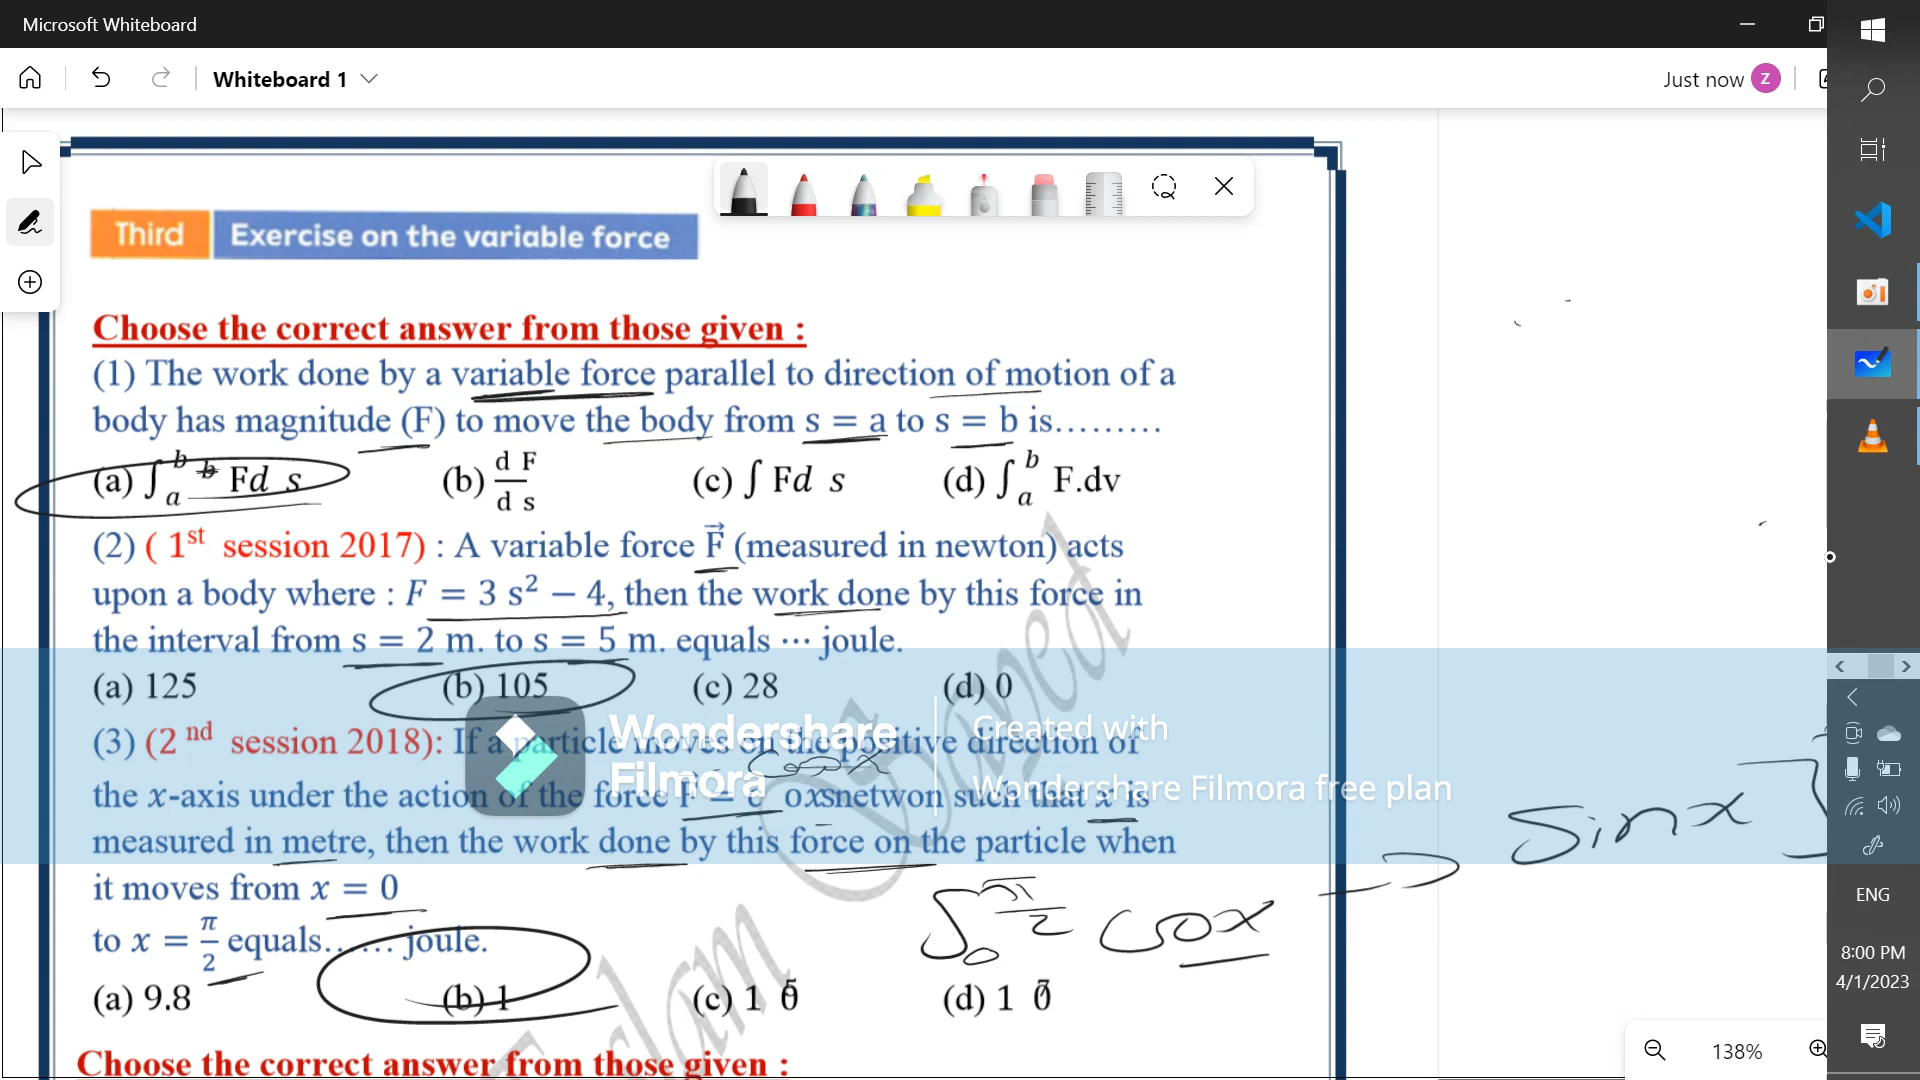 Microsoft Whiteboard
Whiteboard 1
Just now Z
Third Exercise on the variable force
Choose the correct answer from those given :
(1) The work done by a variable force parallel to direction of motion of a
body has magnitude (F) to move the body from s = a to s = b is.........
(a) ∫ₐᵇ b Fd s (b) d F / d s (c) ∫ Fd s (d) ∫ₐᵇ F.dv
(2) ( 1st session 2017) : A variable force F⃗ (measured in newton) acts
upon a body where : F = 3 s² − 4, then the work done by this force in
the interval from s = 2 m. to s = 5 m. equals ⋯ joule.
(a) 125 (b) 105 (c) 28 (d) 0
Wondershare Filmora
Created with
Wondershare Filmora free plan
(3) (2 nd session 2018): If a particle moves on the positive direction of
cosx
the x-axis under the action of the force F = c oxsnetwon such that x is
sinx ]
measured in metre, then the work done by this force on the particle when
it moves from x = 0
∫₀ π/2 cosx
to x = π/2 equals...... joule.
(a) 9.8 (b) 1 (c) 1 (d) 1
Choose the correct answer from those given :
ENG
8:00 PM
4/1/2023
138%